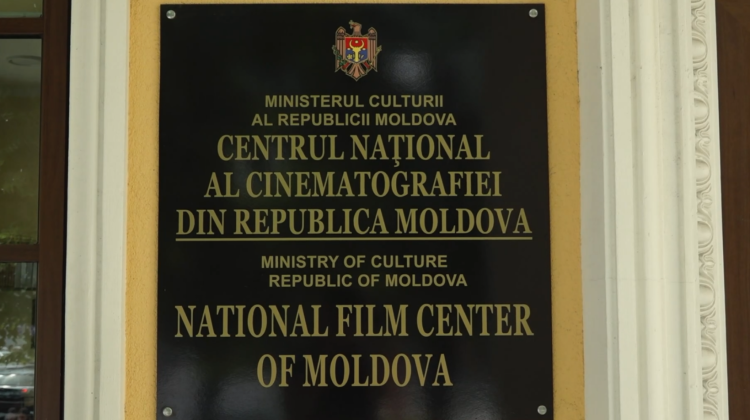 MINISTERUL CULTURII
AL REPUBLICII MOLDOVA
CENTRUL NAŢIONAL
AL CINEMATOGRAFIEI
DIN REPUBLICA MOLDOVA
MINISTRY OF CULTURE
REPUBLIC OF MOLDOVA
NATIONAL FILM CENTER
OF MOLDOVA